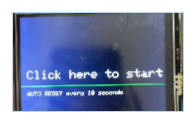 Click here to start
AUTO RESET every 10 seconds